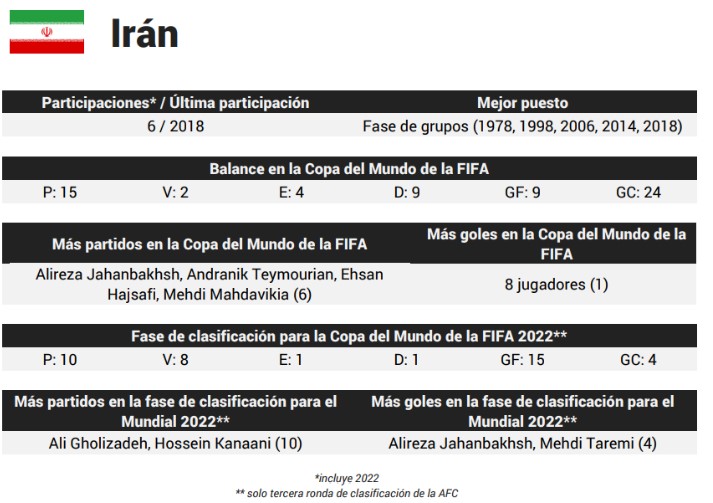 Irán
Participaciones* / Última participación
Mejor puesto
6 / 2018
Fase de grupos (1978, 1998, 2006, 2014, 2018)
Balance en la Copa del Mundo de la FIFA
P: 15 V: 2 E: 4 D: 9 GF: 9 GC: 24
Más partidos en la Copa del Mundo de la FIFA
Más goles en la Copa del Mundo de la
FIFA
Alireza Jahanbakhsh, Andranik Teymourian, Ehsan
Hajsafi, Mehdi Mahdavikia (6)
8 jugadores (1)
Fase de clasificación para la Copa del Mundo de la FIFA 2022**
P: 10 V: 8 E: 1 D: 1 GF: 15 GC: 4
Más partidos en la fase de clasificación para el
Mundial 2022**
Más goles en la fase de clasificación para el
Mundial 2022**
Ali Gholizadeh, Hossein Kanaani (10)
Alireza Jahanbakhsh, Mehdi Taremi (4)
*incluye 2022
** solo tercera ronda de clasificación de la AFC